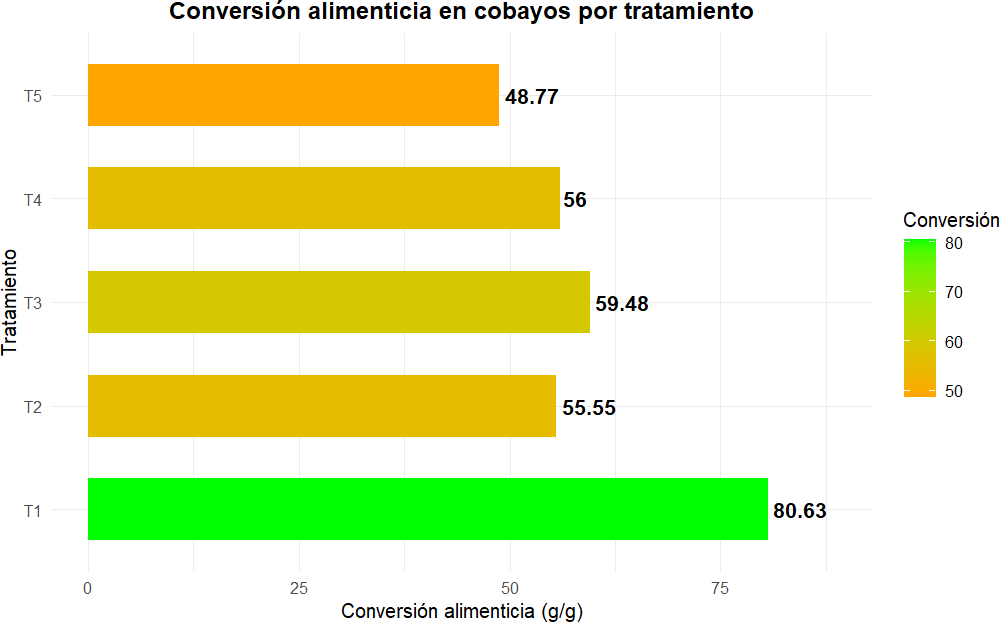 Conversión alimenticia en cobayos por tratamiento
T5
48.77
T4
56
T3
59.48
T2
55.55
T1
80.63
0
25
50
75
Conversión alimenticia (g/g)
Tratamiento
Conversión
80
70
60
50